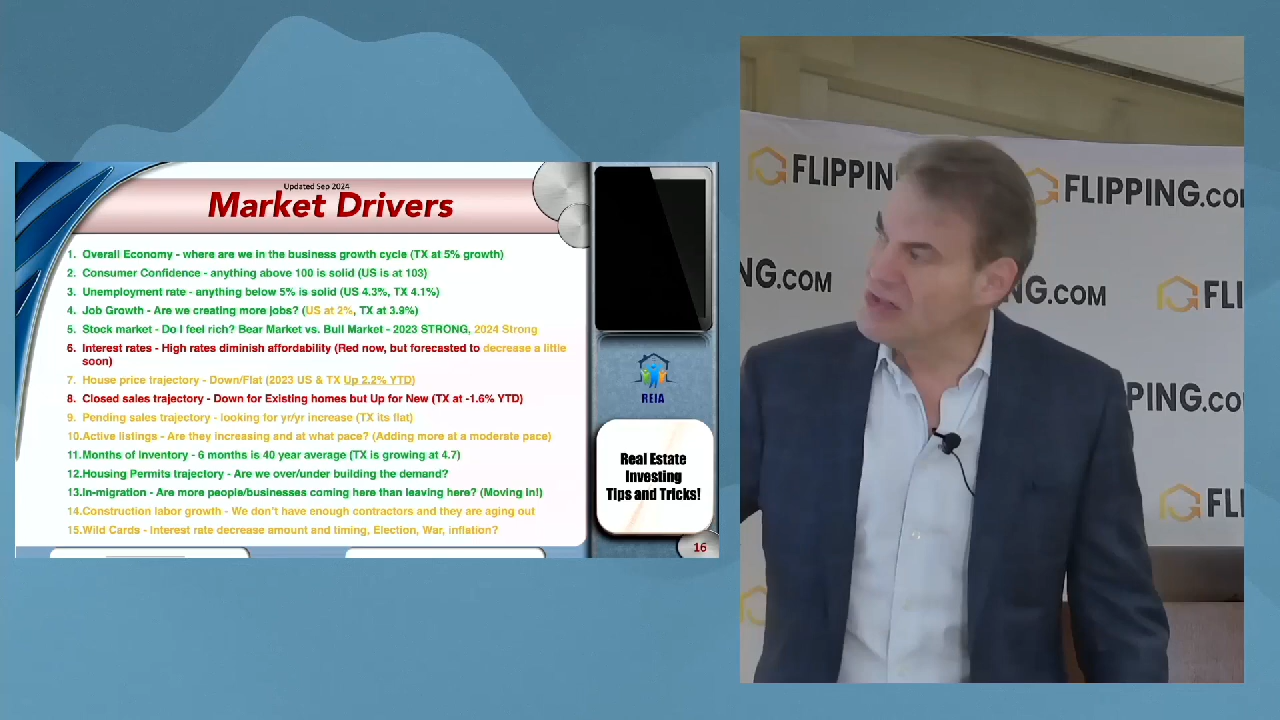 Updated Sep 2024
Market Drivers
1. Overall Economy - where are we in the business growth cycle (TX at 5% growth)
2. Consumer Confidence - anything above 100 is solid (US is at 103)
3. Unemployment rate - anything below 5% is solid (US 4.3%, TX 4.1%)
4. Job Growth - Are we creating more jobs? (US at 2%, TX at 3.9%)
5. Stock market - Do I feel rich? Bear Market vs. Bull Market - 2023 STRONG, 2024 Strong
6. Interest rates - High rates diminish affordability (Red now, but forecasted to decrease a little
soon)
7. House price trajectory - Down/Flat (2023 US & TX Up 2.2% YTD)
8. Closed sales trajectory - Down for Existing homes but Up for New (TX at -1.6% YTD)
9. Pending sales trajectory - looking for yr/yr increase (TX its flat)
10.Active listings - Are they increasing and at what pace? (Adding more at a moderate pace)
11.Months of Inventory - 6 months is 40 year average (TX is growing at 4.7)
12.Housing Permits trajectory - Are we over/under building the demand?
13.In-migration - Are more people/businesses coming here than leaving here? (Moving in!)
14.Construction labor growth - We don't have enough contractors and they are aging out
15.Wild Cards - Interest rate decrease amount and timing, Election, War, inflation?
REIA
Real Estate
Investing
Tips and Tricks!
16
FLIPPIN
FLIPPING.CO
NG.COM
NG.COM
FLI
PING.CO
FLI